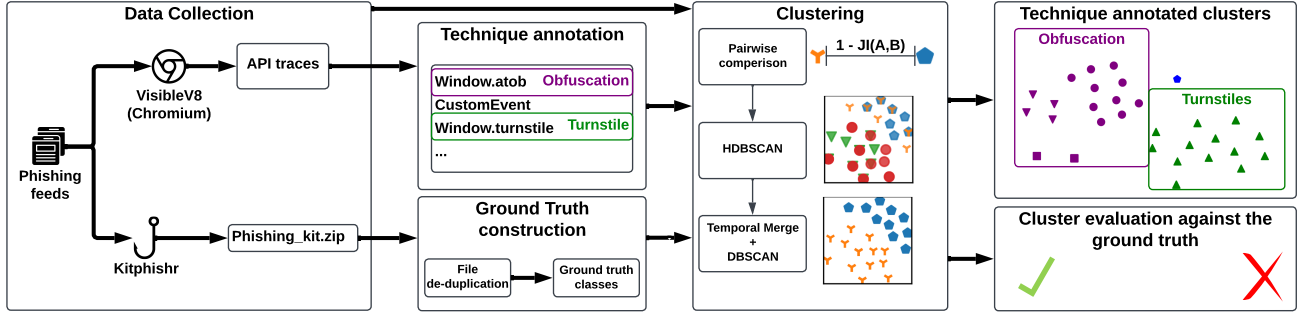 Data Collection
Phishing
feeds
VisibleV8
(Chromium)
API traces
Kitphishr
Phishing_kit.zip
Technique annotation
Window.atob Obfuscation
CustomEvent
Window.turnstile Turnstile
...
Ground Truth
construction
File
de-duplication
Ground truth
classes
Clustering
Pairwise
comparison
1 - JI(A,B)
HDBSCAN
Temporal Merge
+
DBSCAN
Technique annotated clusters
Obfuscation
Turnstiles
Cluster evaluation against the
ground truth